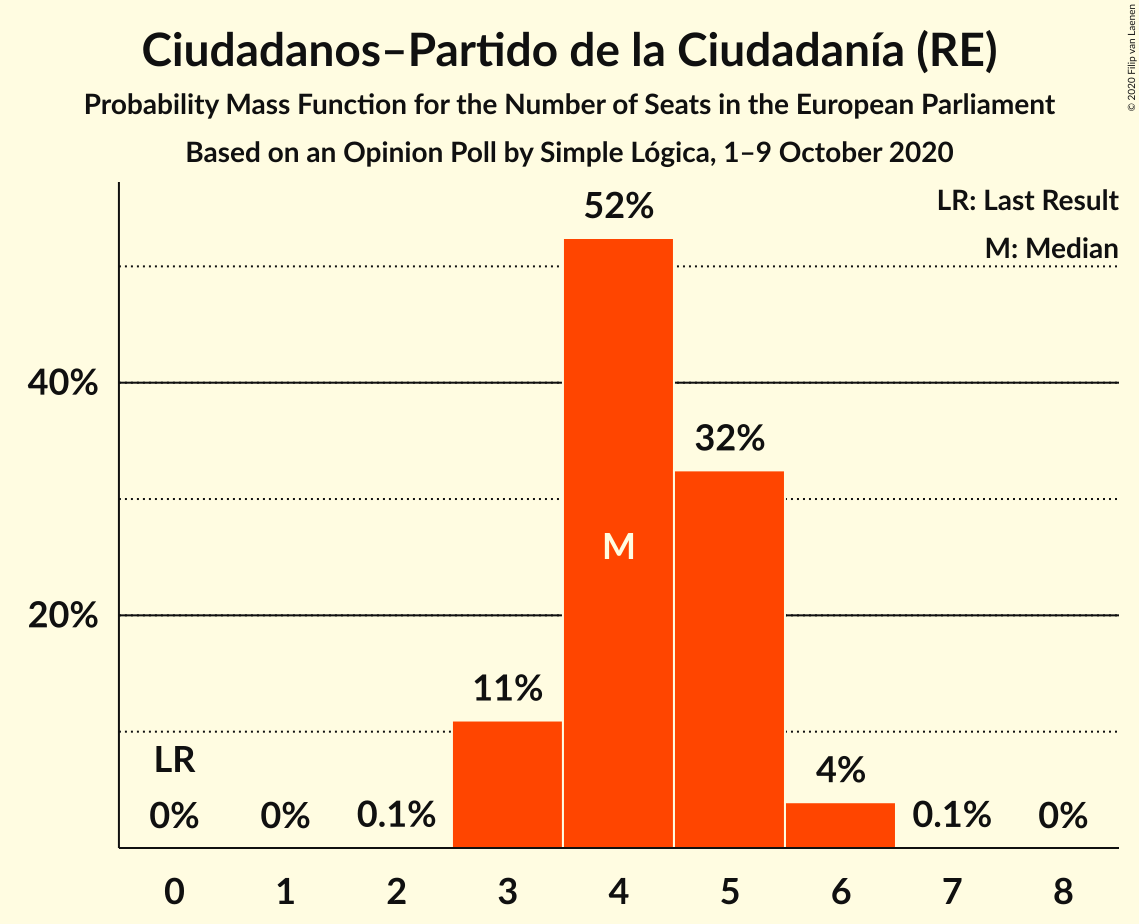 Ciudadanos–Partido de la Ciudadanía (RE)
Probability Mass Function for the Number of Seats in the European Parliament
Based on an Opinion Poll by Simple Lógica, 1–9 October 2020
© 2020 Filip van Laenen
LR: Last Result
M: Median
52%
40%
32%
M
20%
11%
LR
4%
0% 0% 0.1% 0.1% 0%
0 1 2 3 4 5 6 7 8